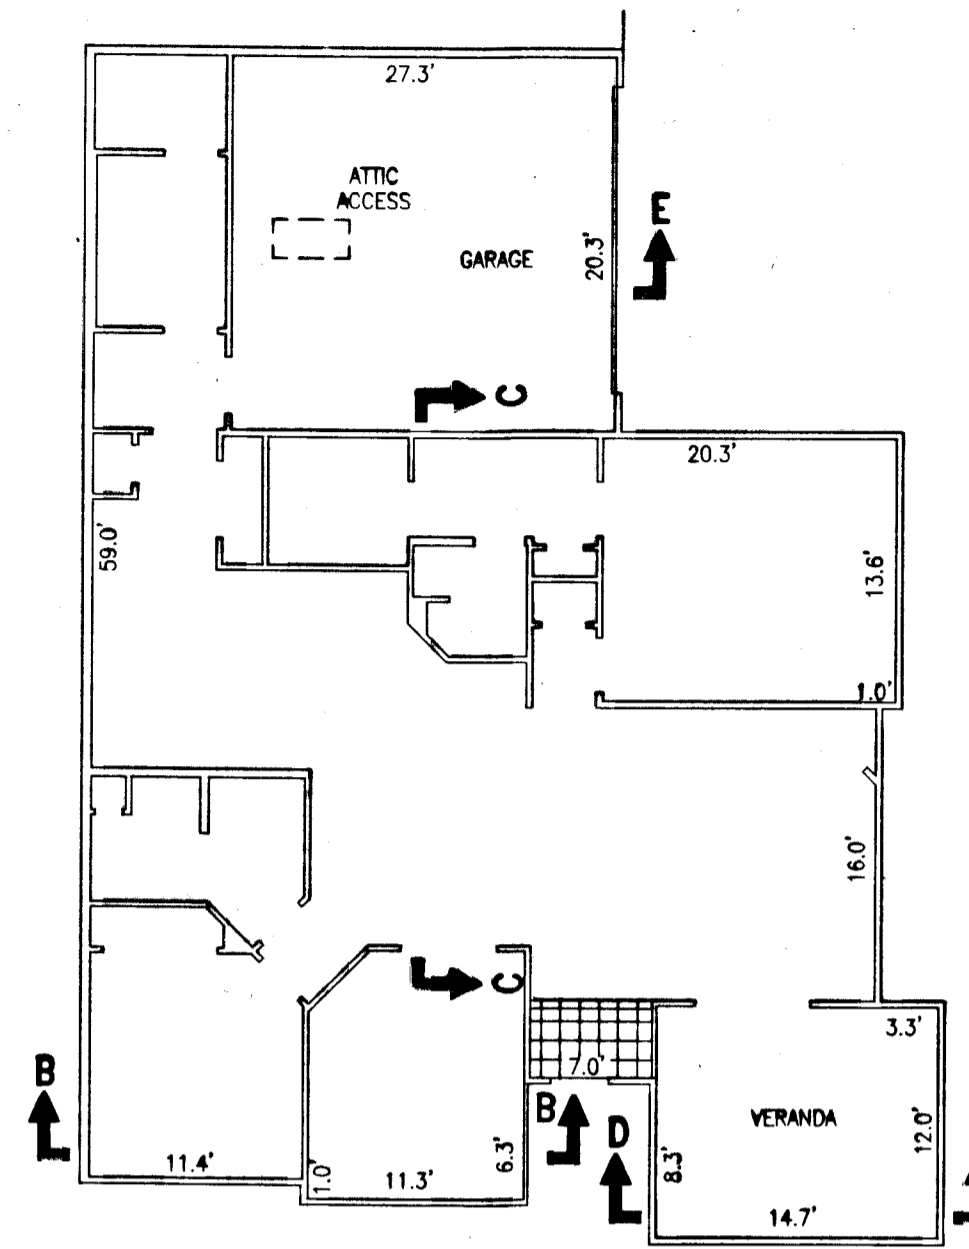 27.3'
ATTIC
ACCESS
GARAGE
20.3'
E
C
20.3'
59.0'
13.6'
1.0'
16.0'
C
3.3'
7.0'
B
B
D
VERANDA
12.0'
11.4'
1.0'
11.3'
6.3'
8.3'
14.7'